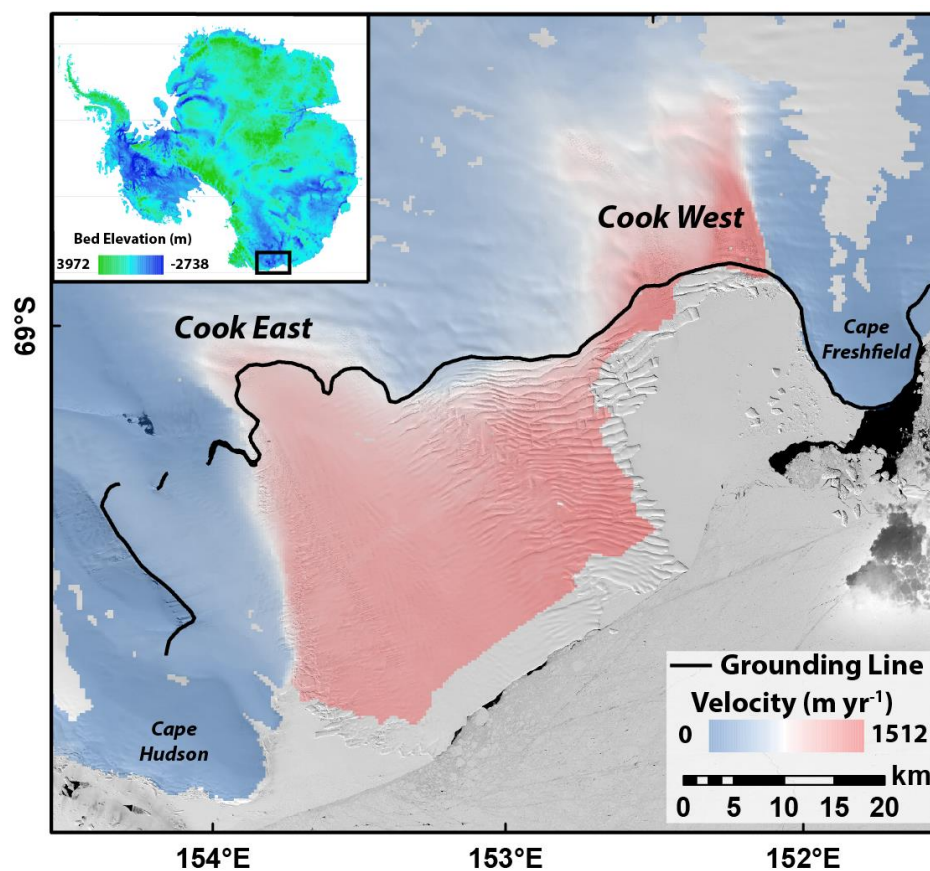 Bed Elevation (m)
3972 -2738
Cook West
69°S
Cook East
Cape
Freshfield
Grounding Line
Velocity (m yr-1)
0 1512
Cape
Hudson
km
0 5 10 15 20
154°E 153°E 152°E